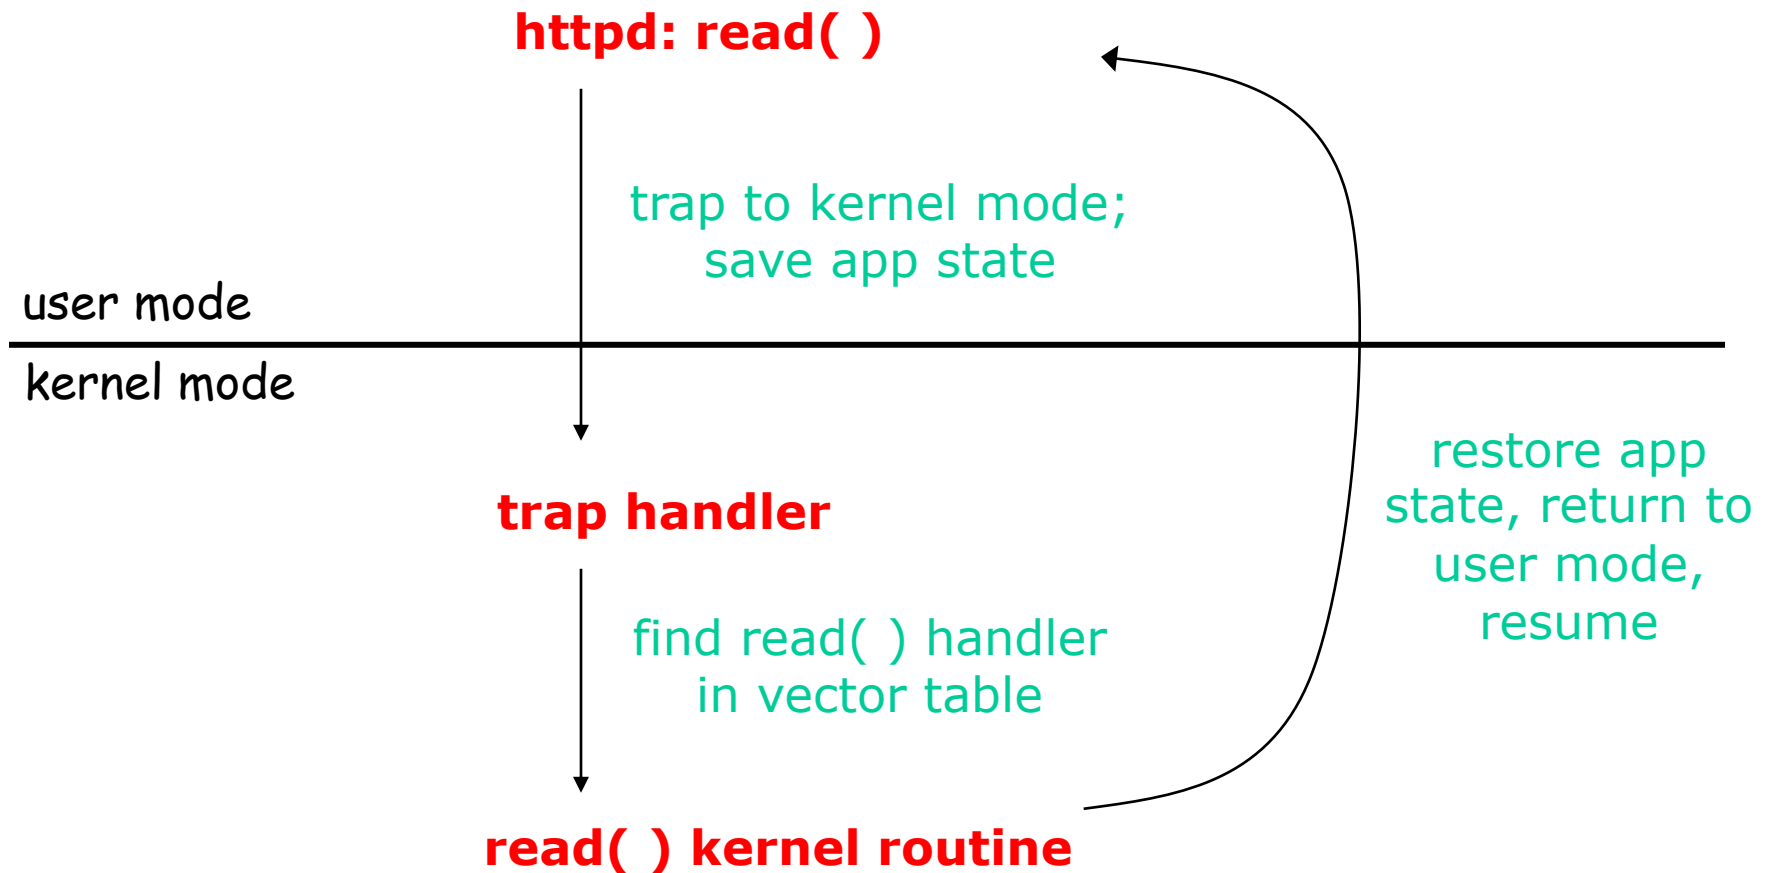 httpd: read( )
trap to kernel mode;
save app state
user mode
kernel mode
trap handler
restore app
state, return to
user mode,
resume
find read( ) handler
in vector table
read( ) kernel routine